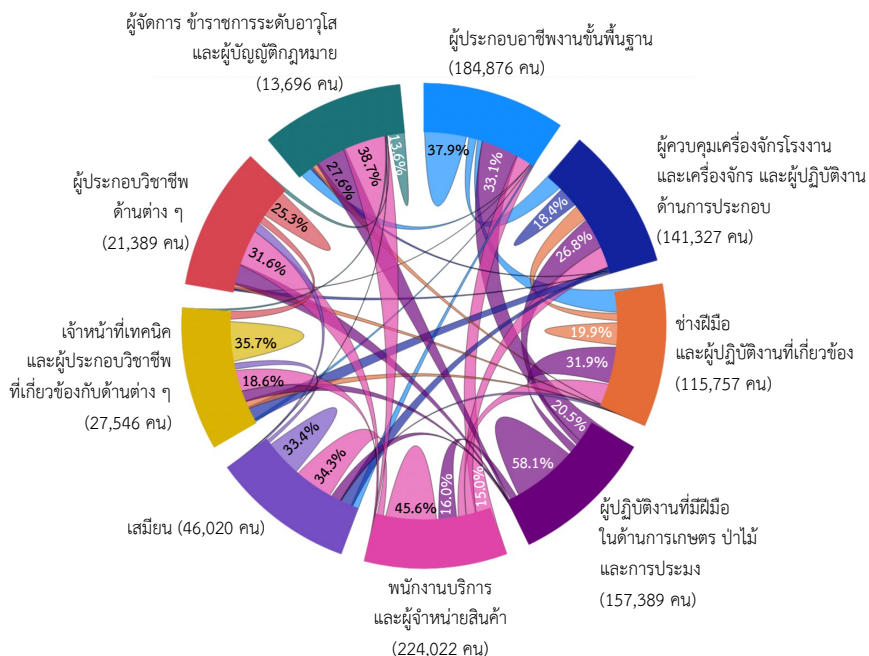 ผู้จัดการ ข้าราชการระดับอาวุโส
และผู้บัญญัติกฎหมาย
(13,696 คน)
ผู้ประกอบอาชีพงานขั้นพื้นฐาน
(184,876 คน)
ผู้ควบคุมเครื่องจักรโรงงาน
และเครื่องจักร และผู้ปฏิบัติงาน
ด้านการประกอบ
(141,327 คน)
ผู้ประกอบวิชาชีพ
ด้านต่าง ๆ
(21,389 คน)
ช่างฝีมือ
และผู้ปฏิบัติงานที่เกี่ยวข้อง
(115,757 คน)
เจ้าหน้าที่เทคนิค
และผู้ประกอบวิชาชีพ
ที่เกี่ยวข้องกับด้านต่าง ๆ
(27,546 คน)
เสมียน (46,020 คน)
พนักงานบริการ
และผู้จำหน่ายสินค้า
(224,022 คน)
ผู้ปฏิบัติงานที่มีฝีมือ
ในด้านการเกษตร ป่าไม้
และการประมง
(157,389 คน)
27.6%
38.7%
13.6%
37.9%
33.1%
18.4%
26.8%
19.9%
31.9%
20.5%
58.1%
15.0%
16.0%
45.6%
34.3%
33.4%
18.6%
35.7%
31.6%
25.3%